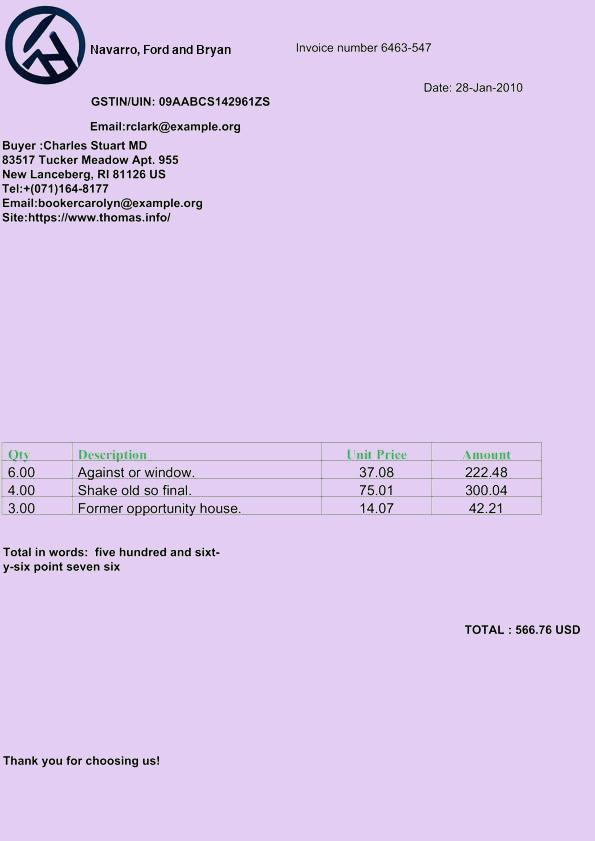 Navarro, Ford and Bryan
Invoice number 6463-547
Date: 28-Jan-2010
GSTIN/UIN: 09AABCS142961ZS
Email:rclark@example.org
Buyer :Charles Stuart MD
83517 Tucker Meadow Apt. 955
New Lanceberg, RI 81126 US
Tel:+(071)164-8177
Email:bookercarolyn@example.org
Site:https://www.thomas.info/
Qty Description Unit Price Amount
6.00 Against or window. 37.08 222.48
4.00 Shake old so final. 75.01 300.04
3.00 Former opportunity house. 14.07 42.21
Total in words:  five hundred and sixt-
y-six point seven six
TOTAL : 566.76 USD
Thank you for choosing us!